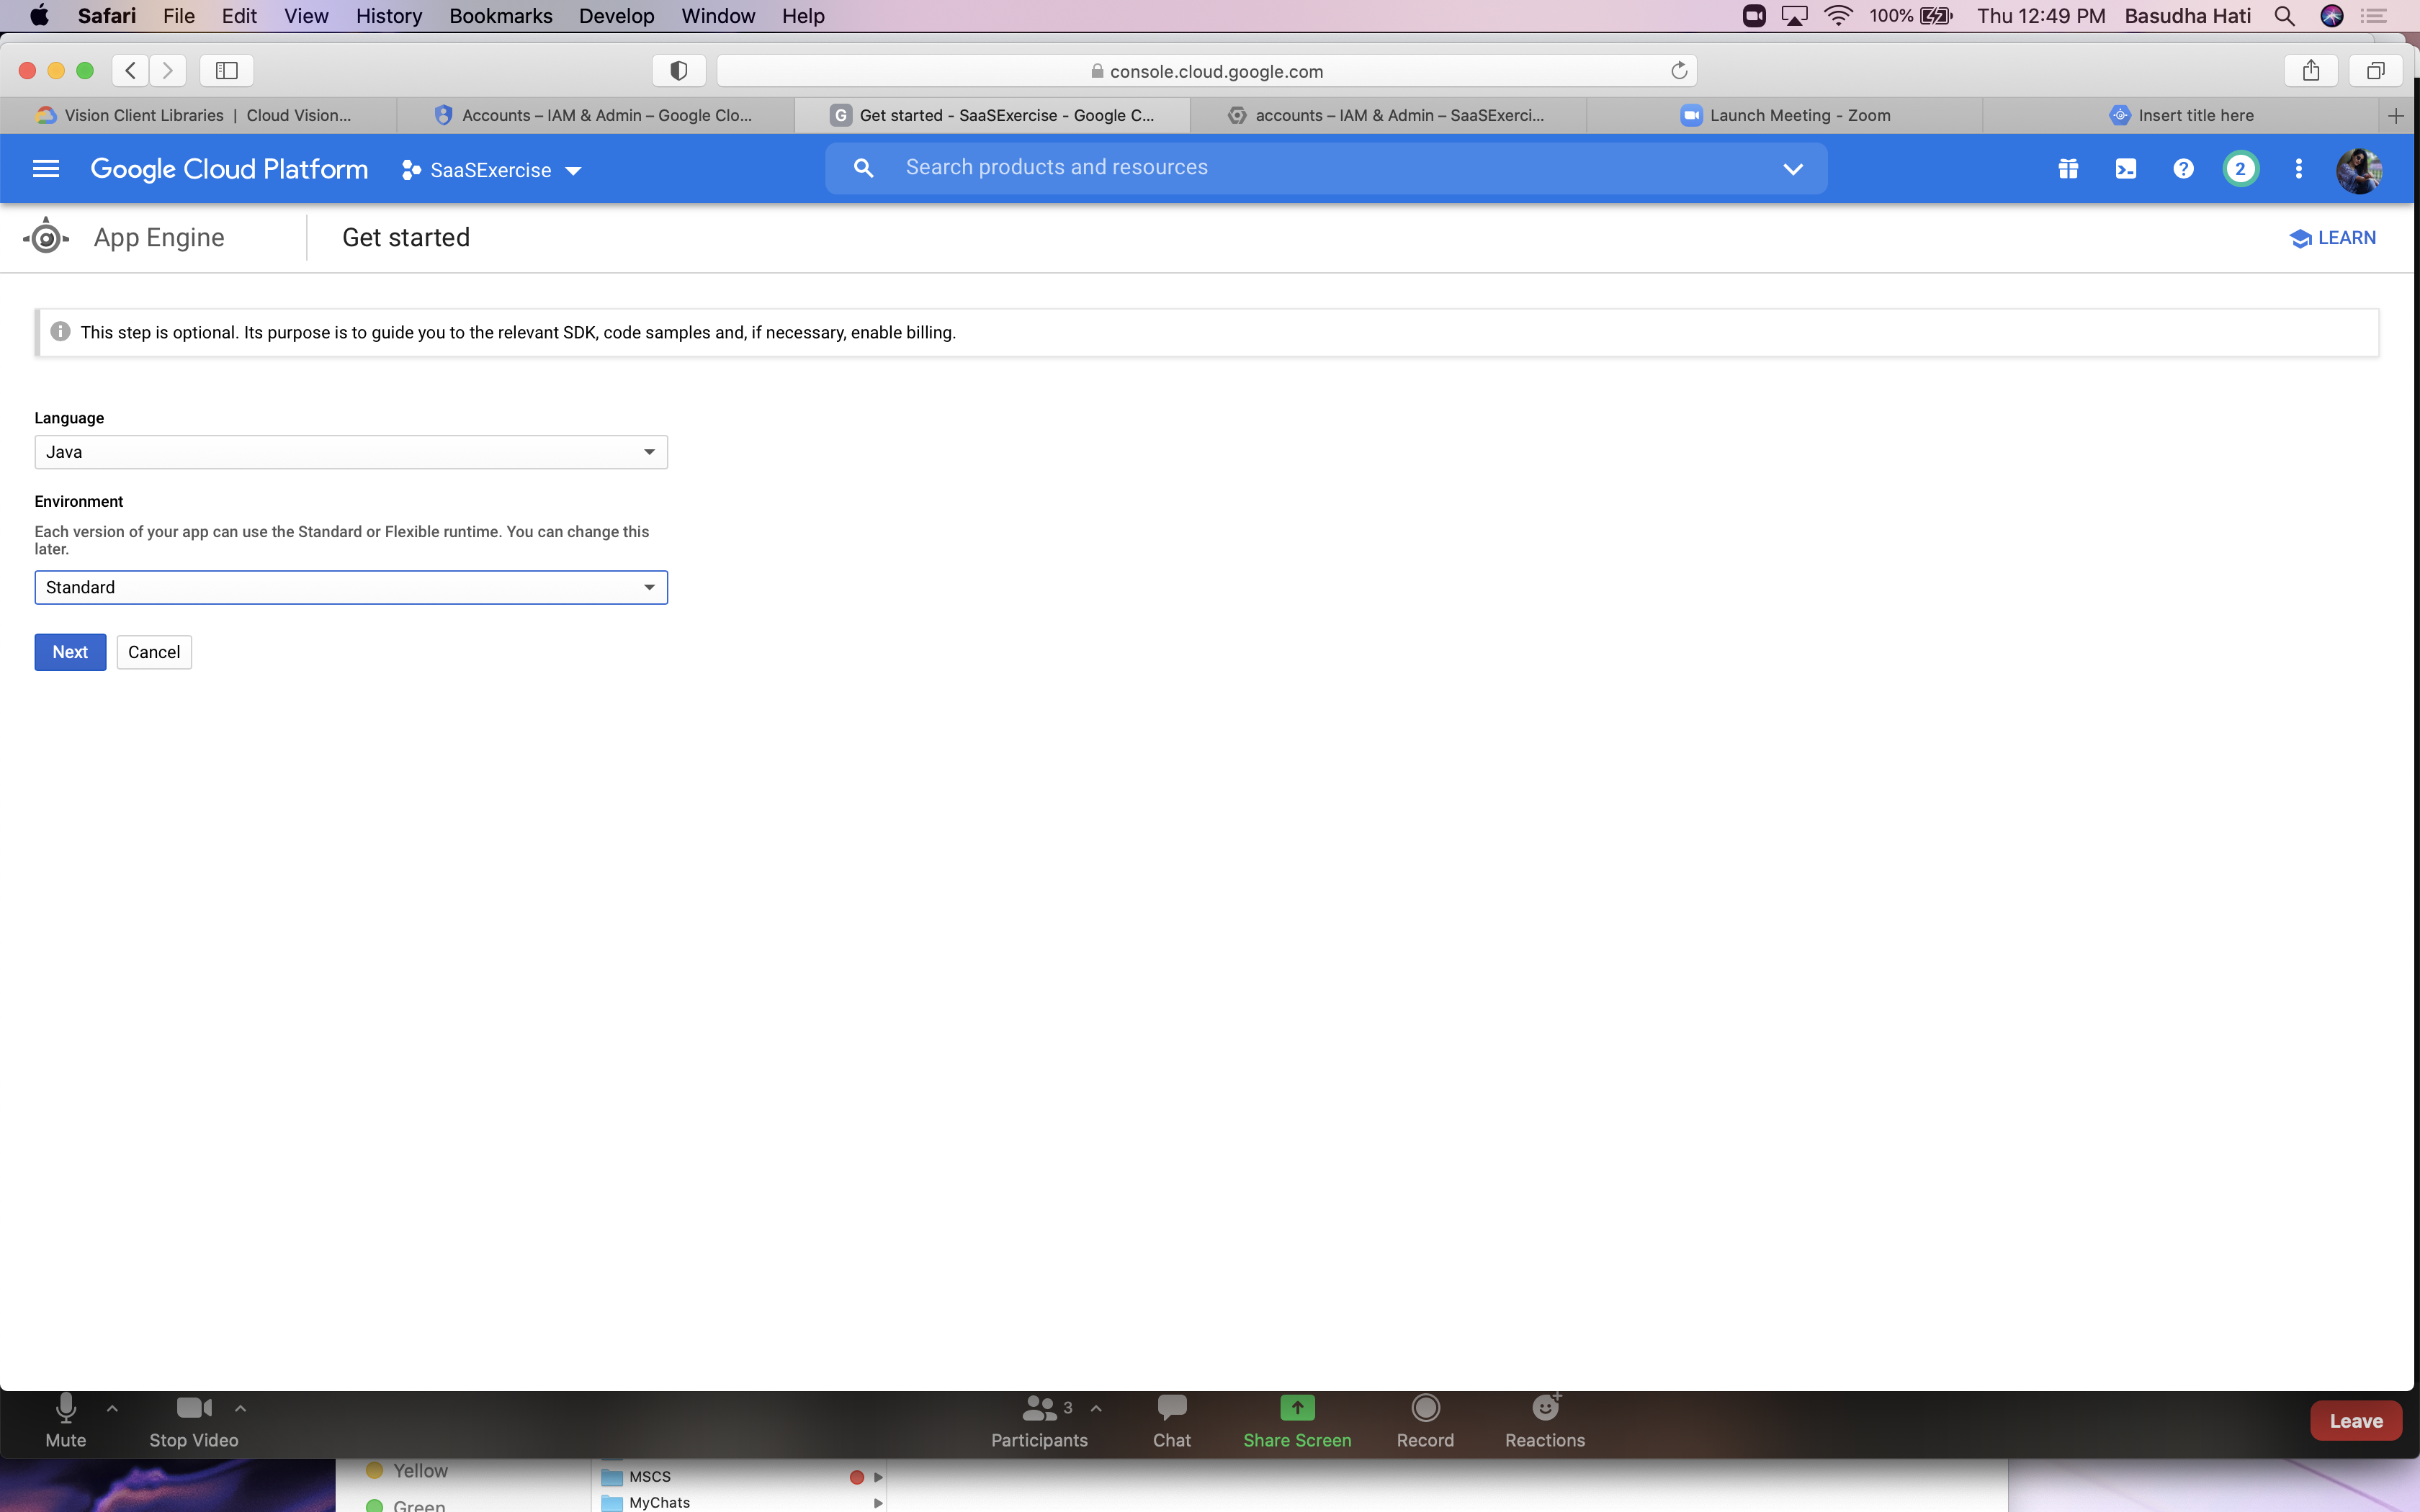 Safari File Edit View History Bookmarks Develop Window Help 100% Thu 12:49 PM Basudha Hati
console.cloud.google.com
Vision Client Libraries | Cloud Vision... Accounts – IAM & Admin – Google Clo... G Get started - SaaSExercise - Google C... accounts – IAM & Admin – SaaSExerci... Launch Meeting - Zoom Insert title here
Google Cloud Platform SaaSExercise Search products and resources 2
App Engine Get started LEARN
This step is optional. Its purpose is to guide you to the relevant SDK, code samples and, if necessary, enable billing.
Language
Java
Environment
Each version of your app can use the Standard or Flexible runtime. You can change this
later.
Standard
Next Cancel
3
Mute Stop Video Participants Chat Share Screen Record Reactions Leave
Yellow MSCS
Green MyChats